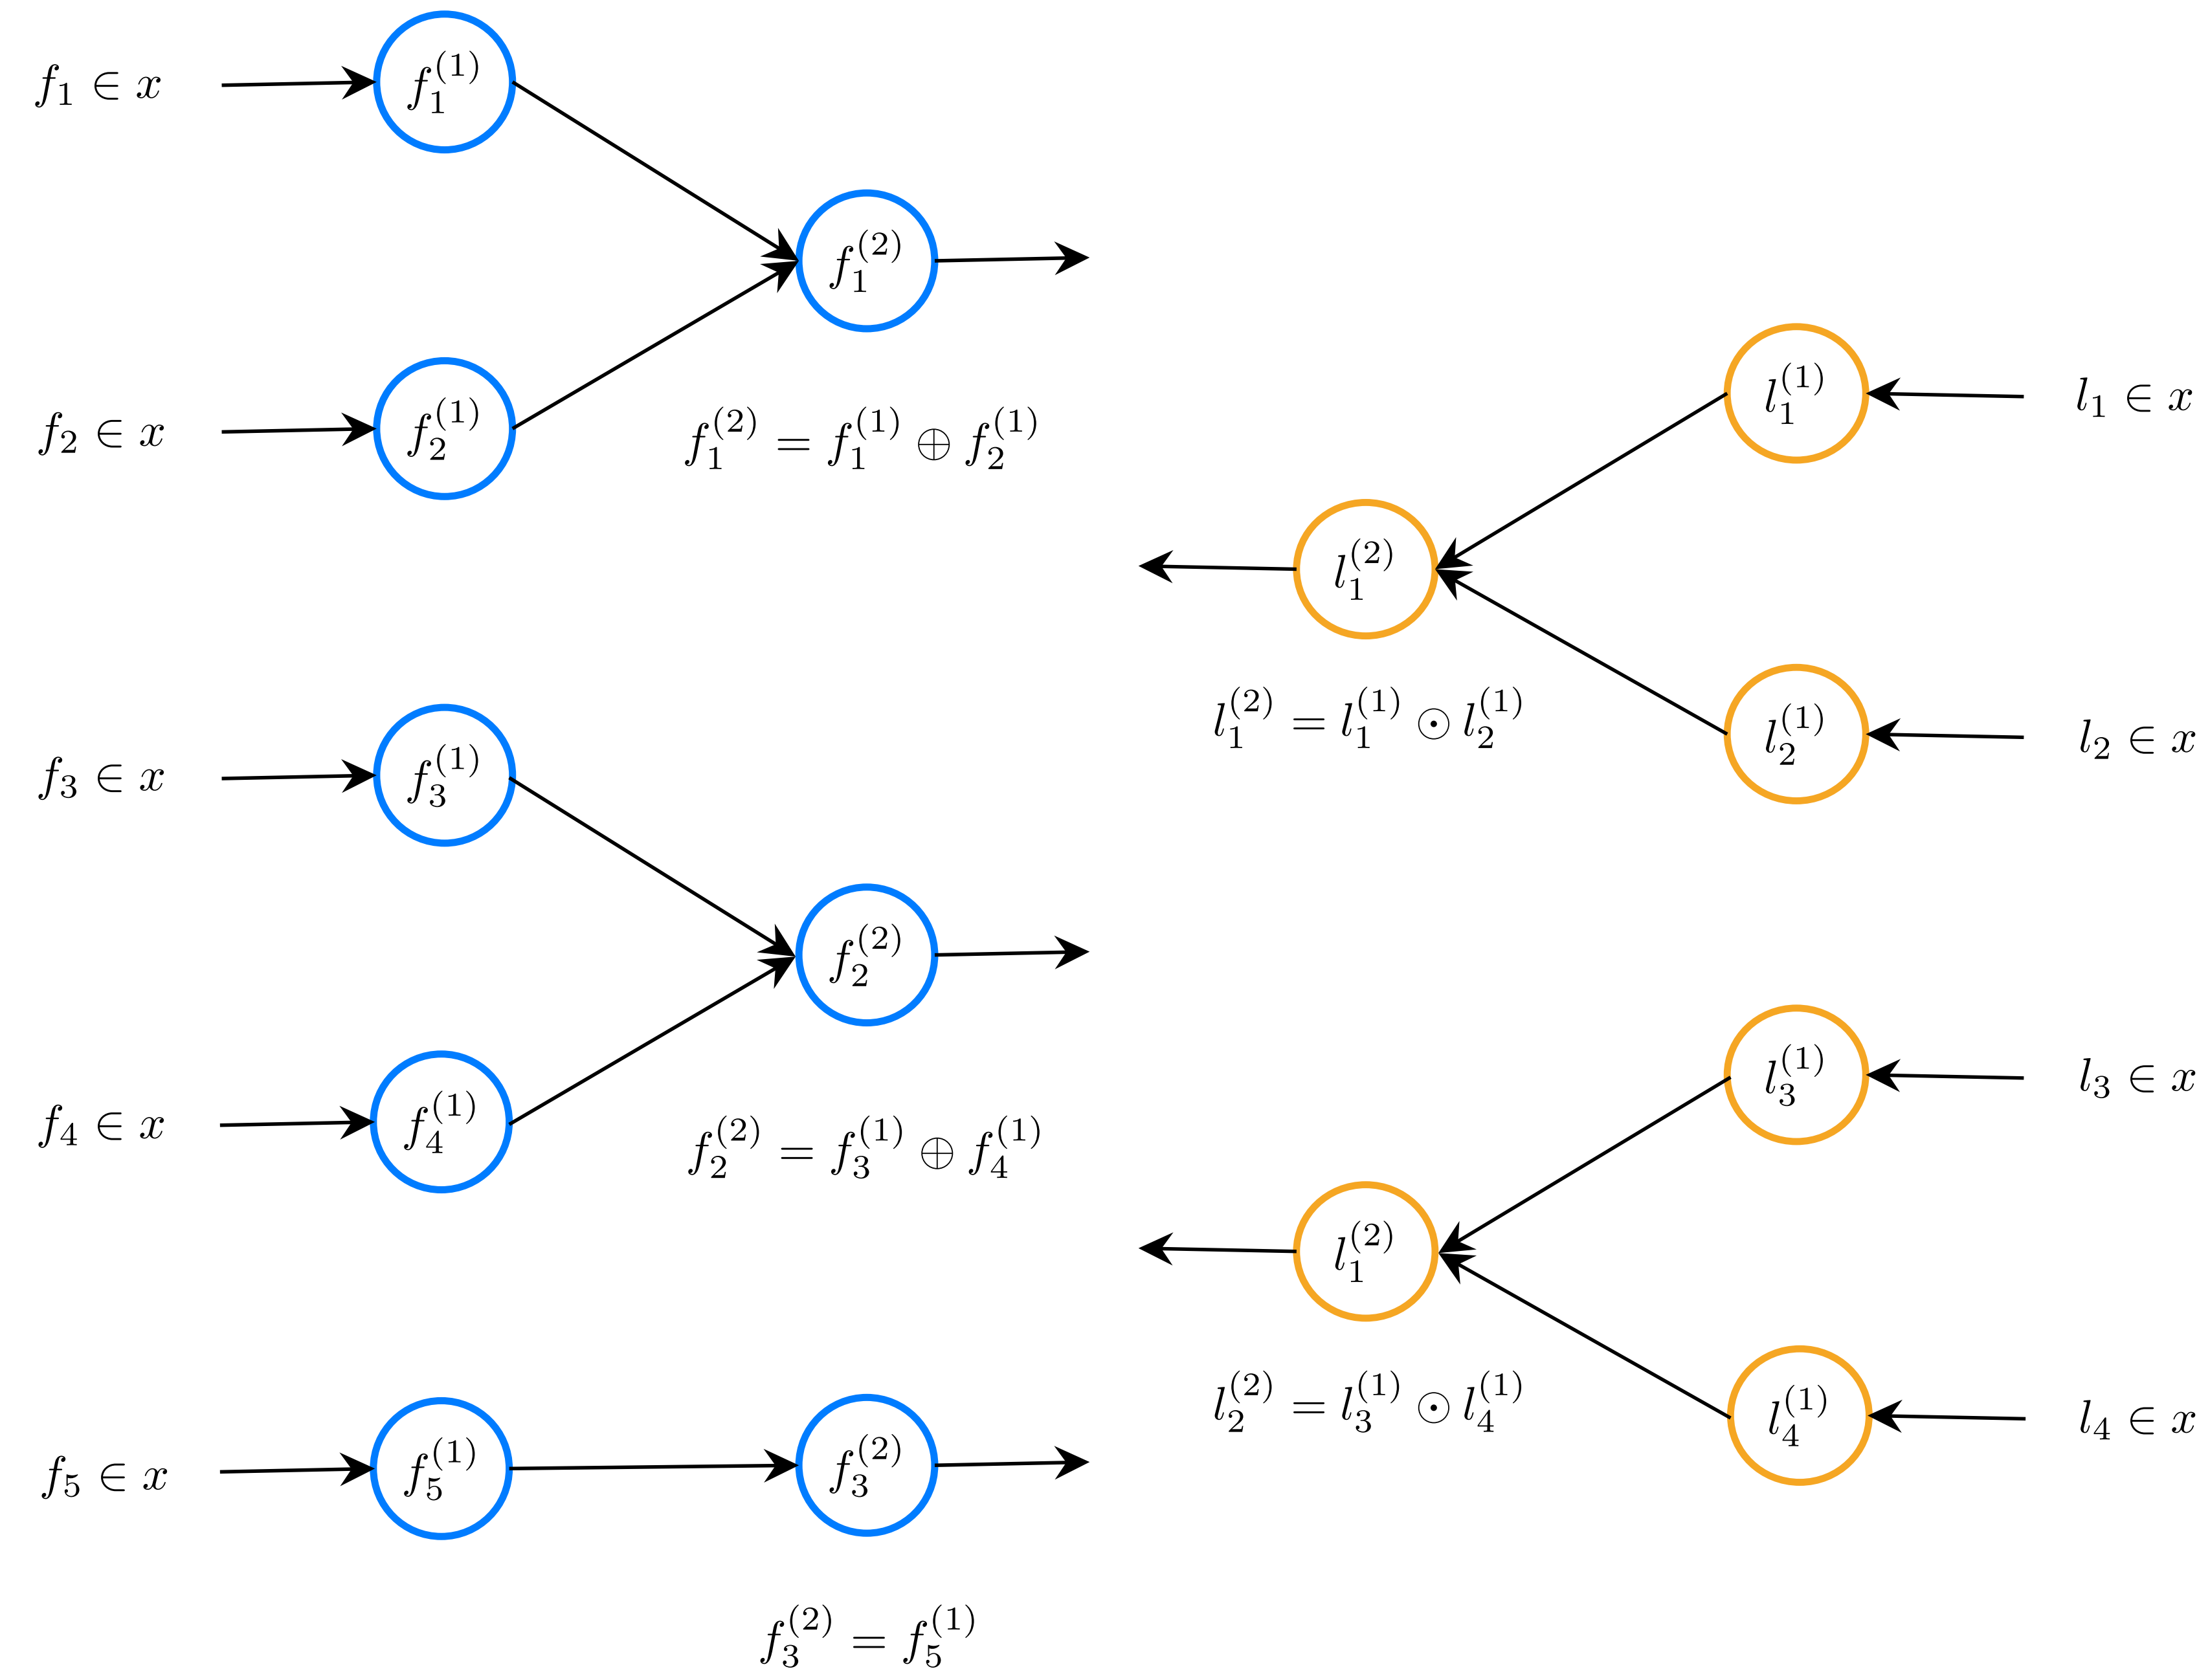 f_1 ∈ x
f_1^{(1)}
f_1^{(2)}
f_2 ∈ x
f_2^{(1)}
f_1^{(2)} = f_1^{(1)} ⊕ f_2^{(1)}
f_3 ∈ x
f_3^{(1)}
f_2^{(2)}
f_4 ∈ x
f_4^{(1)}
f_2^{(2)} = f_3^{(1)} ⊕ f_4^{(1)}
f_5 ∈ x
f_5^{(1)}
f_3^{(2)}
f_3^{(2)} = f_5^{(1)}
l_1^{(1)}
l_1 ∈ x
l_1^{(2)}
l_1^{(2)} = l_1^{(1)} ⊙ l_2^{(1)}
l_2^{(1)}
l_2 ∈ x
l_3^{(1)}
l_3 ∈ x
l_1^{(2)}
l_2^{(2)} = l_3^{(1)} ⊙ l_4^{(1)}
l_4^{(1)}
l_4 ∈ x